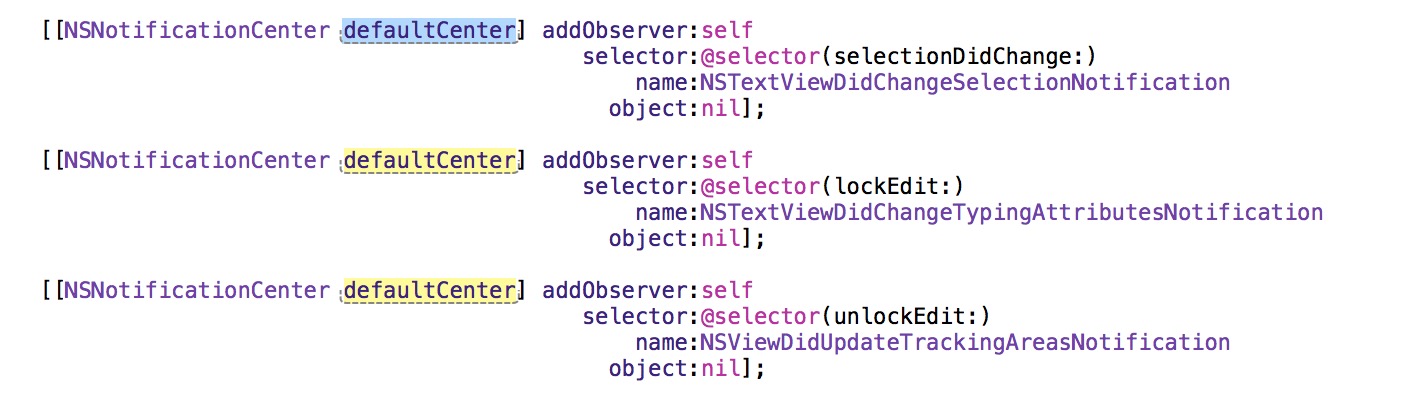 [[NSNotificationCenter defaultCenter] addObserver:self
selector:@selector(selectionDidChange:)
name:NSTextViewDidChangeSelectionNotification
object:nil];
[[NSNotificationCenter defaultCenter] addObserver:self
selector:@selector(lockEdit:)
name:NSTextViewDidChangeTypingAttributesNotification
object:nil];
[[NSNotificationCenter defaultCenter] addObserver:self
selector:@selector(unlockEdit:)
name:NSViewDidUpdateTrackingAreasNotification
object:nil];